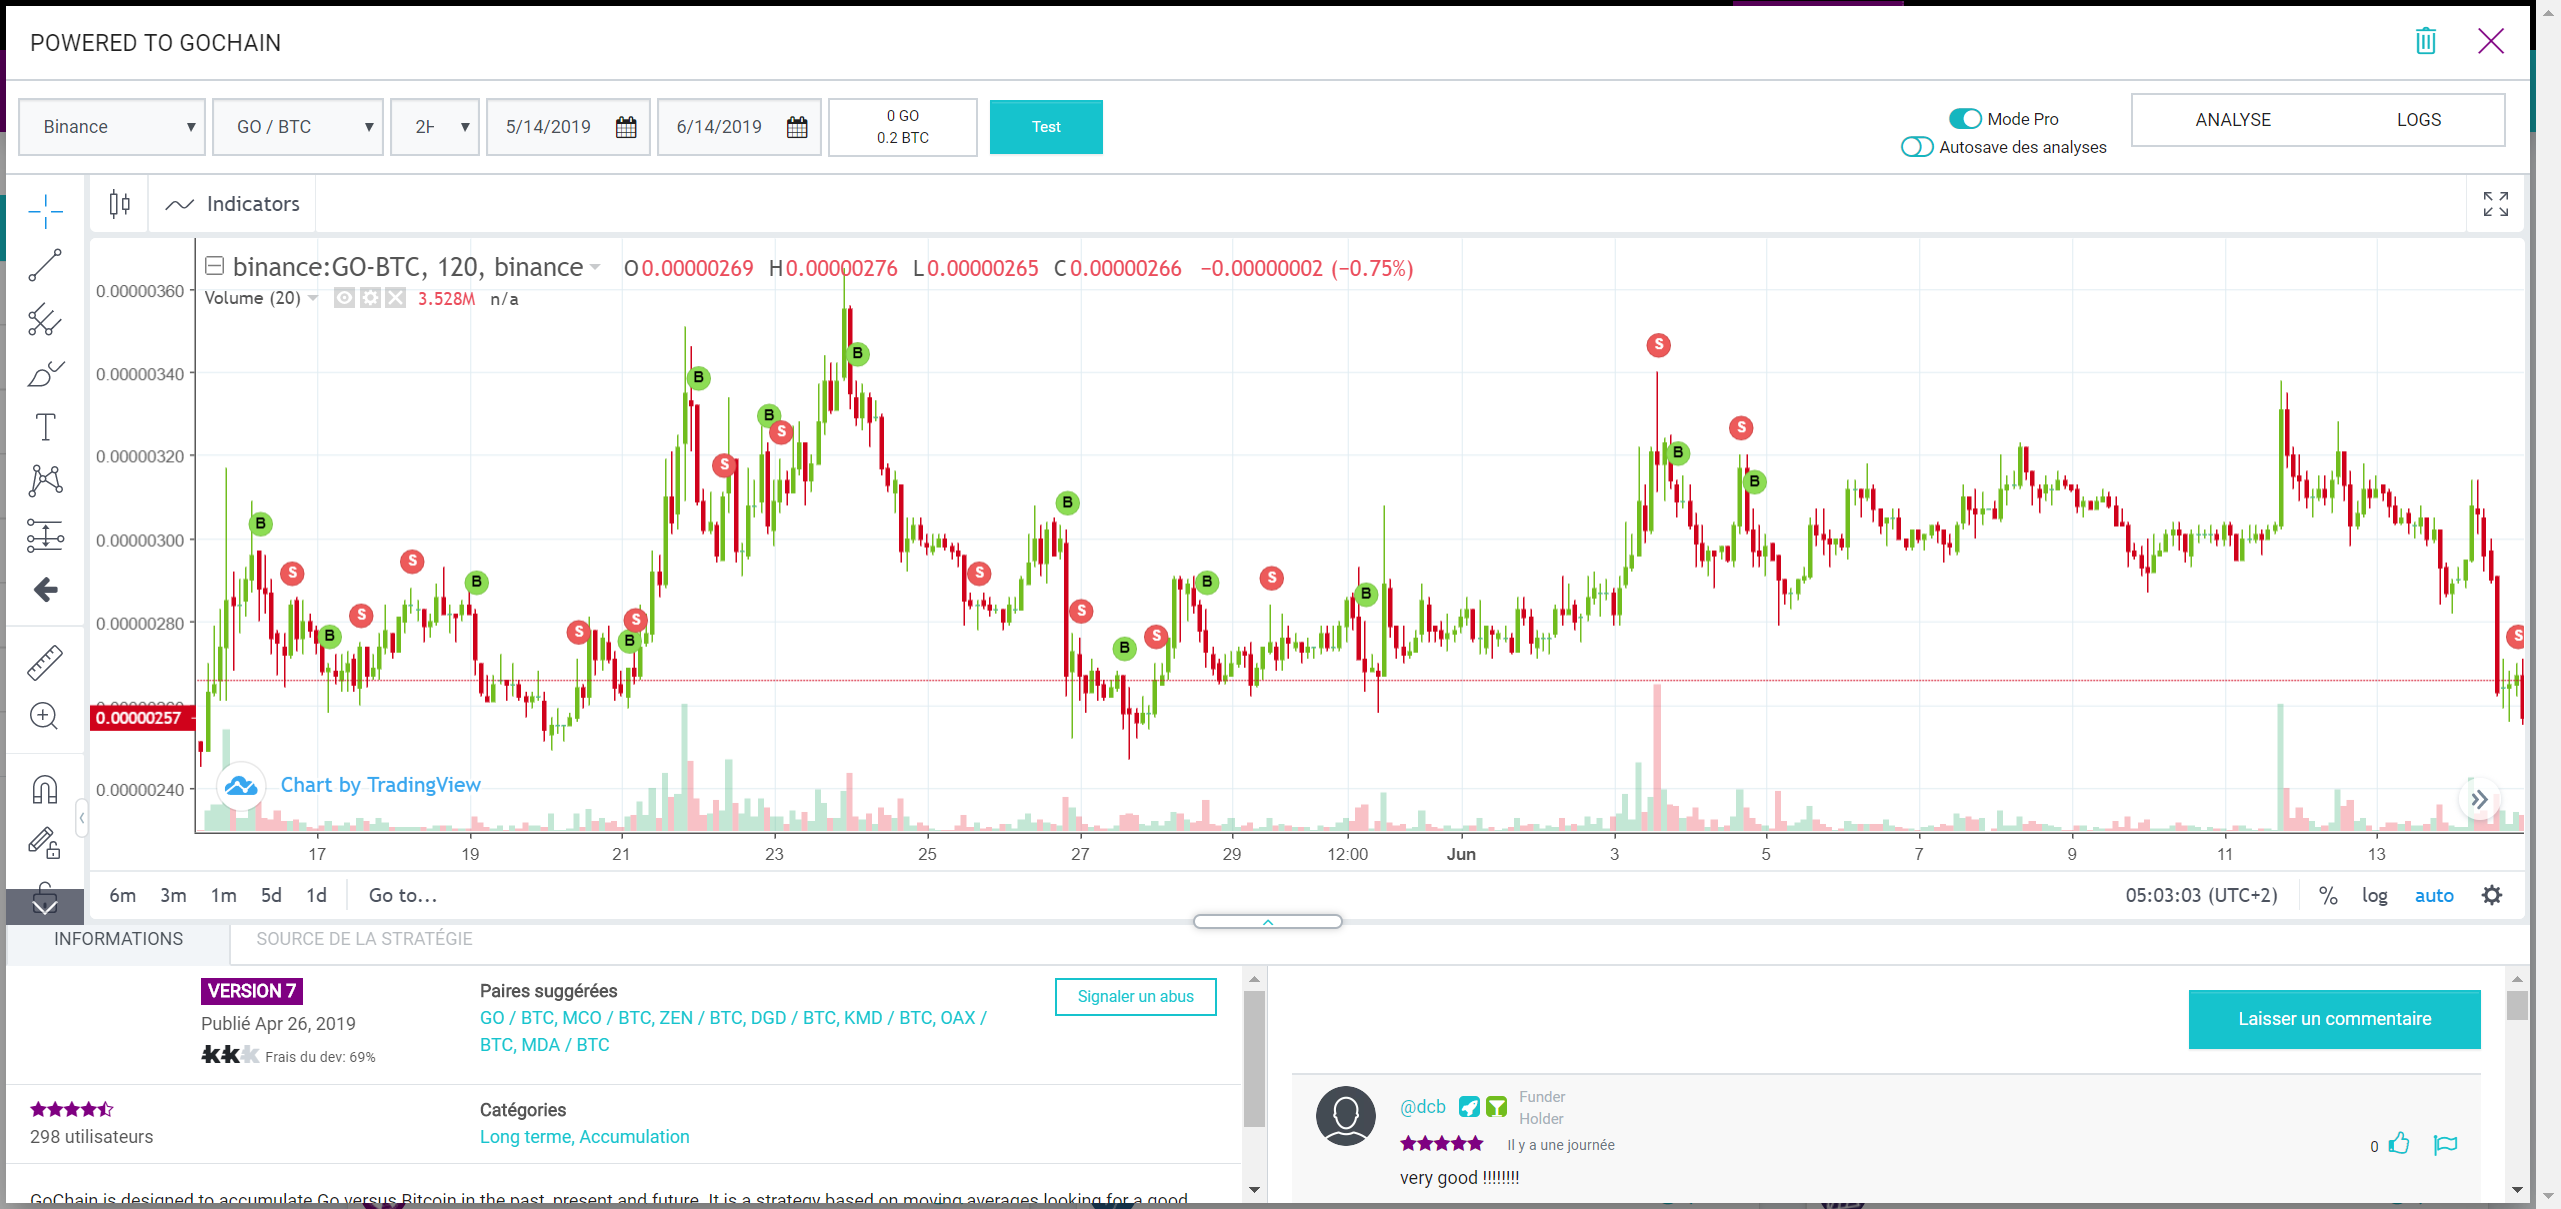 POWERED TO GOCHAIN
Binance ▼
GO / BTC ▼
2H ▼
5/14/2019
6/14/2019
0 GO
0.2 BTC
Test
Mode Pro
Autosave des analyses
ANALYSE
LOGS
Indicators
binance:GO-BTC, 120, binance
O0.00000269 H0.00000276 L0.00000265 C0.00000266 −0.00000002 (−0.75%)
Volume (20) 3.528M n/a
0.00000360
0.00000340
0.00000320
0.00000300
0.00000280
0.00000257
0.00000240
B
S
B
S
S
B
S
B
S
B
S
B
S
B
S
B
S
B
S
B
S
B
S
B
S
B
S
Chart by TradingView
17 19 21 23 25 27 29 12:00 Jun 3 5 7 9 11 13
6m 3m 1m 5d 1d Go to...
05:03:03 (UTC+2) % log auto
INFORMATIONS
SOURCE DE LA STRATÉGIE
VERSION 7
Publié Apr 26, 2019
Frais du dev: 69%
Paires suggérées
GO / BTC, MCO / BTC, ZEN / BTC, DGD / BTC, KMD / BTC, OAX /
BTC, MDA / BTC
Signaler un abus
298 utilisateurs
Catégories
Long terme, Accumulation
GoChain is designed to accumulate Go versus Bitcoin in the past, present and future. It is a strategy based on moving averages looking for a good
Laisser un commentaire
@dcb
Funder
Holder
Il y a une journée
0
very good !!!!!!!!